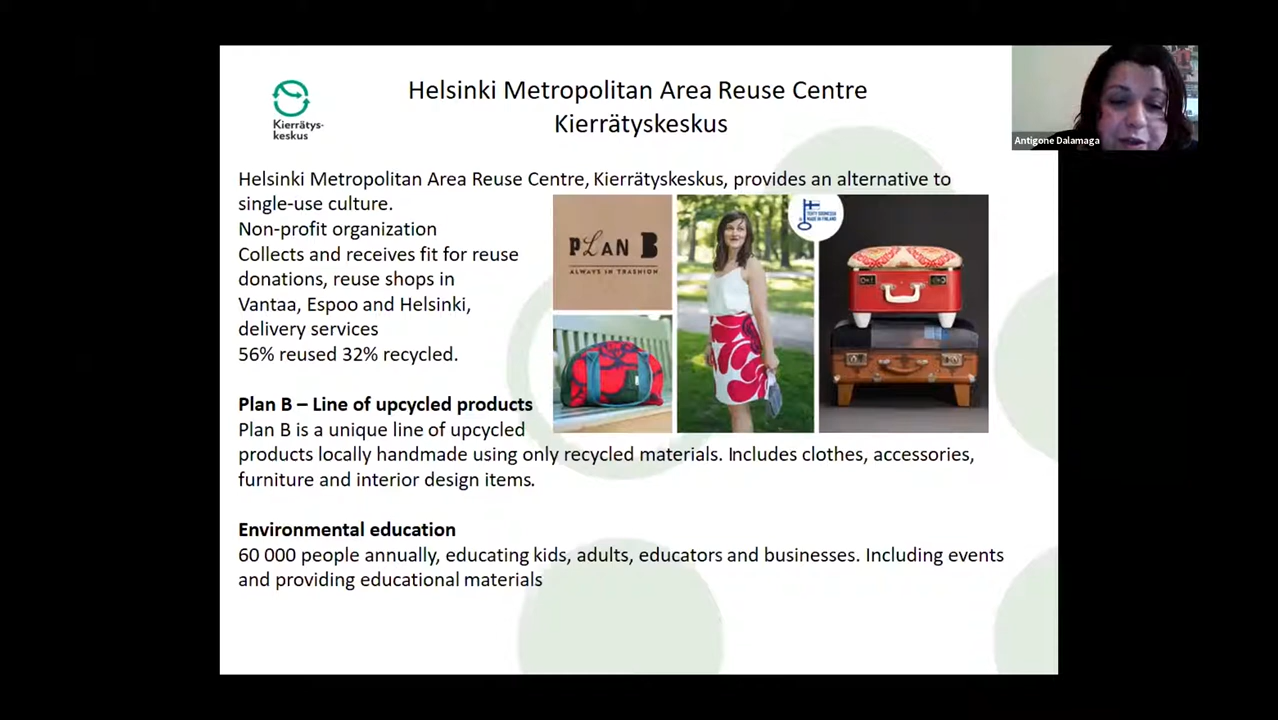 Helsinki Metropolitan Area Reuse Centre
Kierrätyskeskus
Kierrätys-
keskus
Antigone Dalamaga
Helsinki Metropolitan Area Reuse Centre, Kierrätyskeskus, provides an alternative to
single-use culture.
Non-profit organization
Collects and receives fit for reuse
donations, reuse shops in
Vantaa, Espoo and Helsinki,
delivery services
56% reused 32% recycled.
PLAN B
ALWAYS IN TRASHION
MADE IN FINLAND
Plan B – Line of upcycled products
Plan B is a unique line of upcycled
products locally handmade using only recycled materials. Includes clothes, accessories,
furniture and interior design items.
Environmental education
60 000 people annually, educating kids, adults, educators and businesses. Including events
and providing educational materials